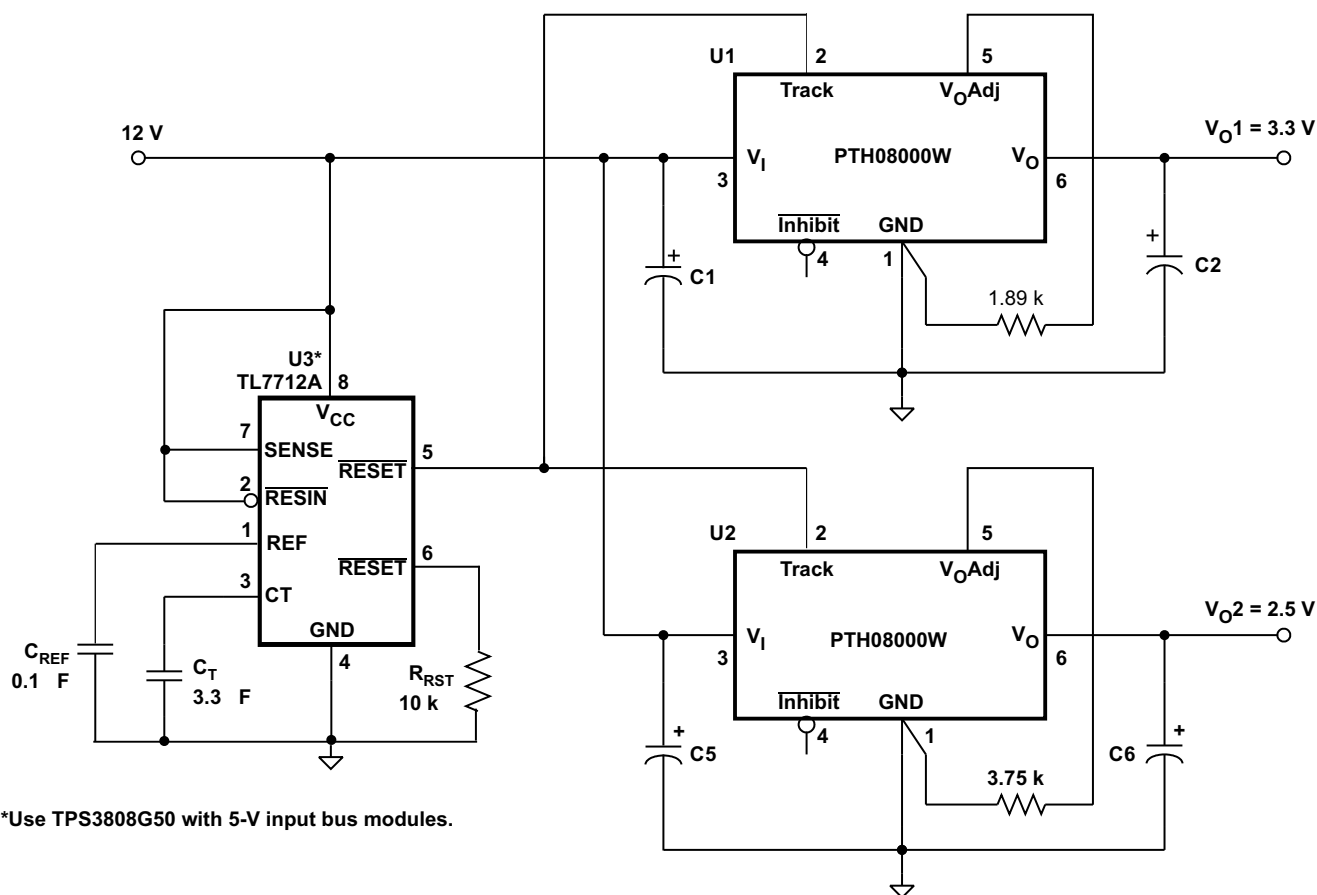 U1
2
5
Track
VOAdj
12 V
VO1 = 3.3 V
VI
PTH08000W
VO
3
6
Inhibit
GND
4
1
+
C1
+
C2
1.89 k
U3*
TL7712A
8
VCC
7
SENSE
5
RESET
2
RESIN
1
REF
6
RESET
3
CT
GND
4
CREF
0.1 F
CT
3.3 F
RRST
10 k
U2
2
5
Track
VOAdj
VO2 = 2.5 V
VI
PTH08000W
VO
3
6
Inhibit
GND
4
1
+
C5
+
C6
3.75 k
*Use TPS3808G50 with 5-V input bus modules.